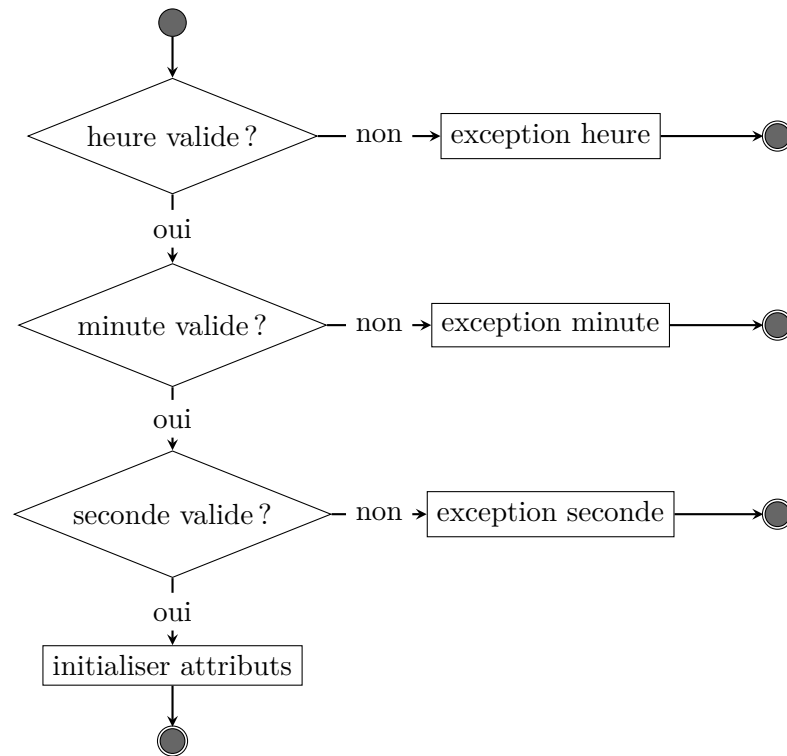 heure valide ?
non
exception heure
oui
minute valide ?
non
exception minute
oui
seconde valide ?
non
exception seconde
oui
initialiser attributs